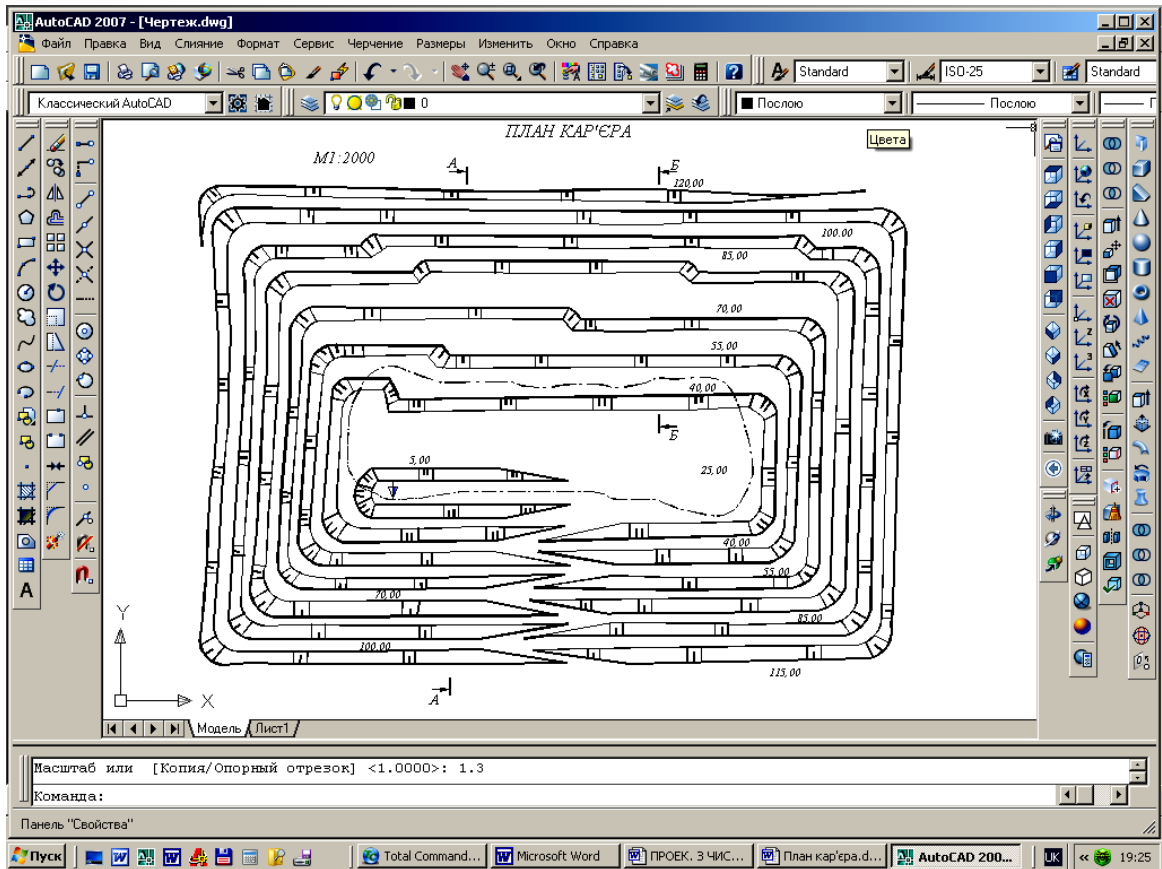 AutoCAD 2007 - [Чертеж.dwg]
Файл Правка Вид Слияние Формат Сервис Черчение Размеры Изменить Окно Справка
Standard ISO-25 Standard
Классический AutoCAD 0 Послою Послою
Цвета
ПЛАН КАР'ЄРА
М1:2000
А Б
120,00
100.00
85,00
70,00
55,00
40,00
Б
5,00 25,00
40,00
55,00
70,00
85,00
100,00
115,00
А
Y
X
Модель Лист1
Масштаб или [Копия/Опорный отрезок] <1.0000>: 1.3
Команда:
Панель "Свойства"
Пуск Total Command... Microsoft Word ПРОЕК. З ЧИС... План кар'єра.d... AutoCAD 200... UK « 19:25